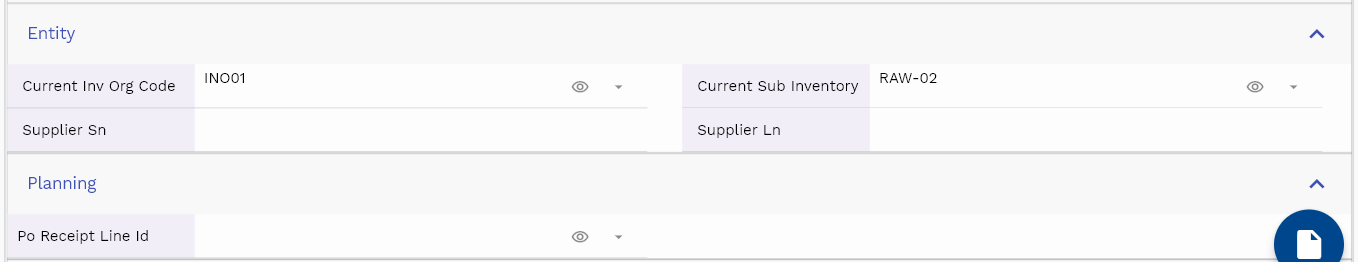 Entity
Current Inv Org Code INO01 Current Sub Inventory RAW-02
Supplier Sn Supplier Ln
Planning
Po Receipt Line Id